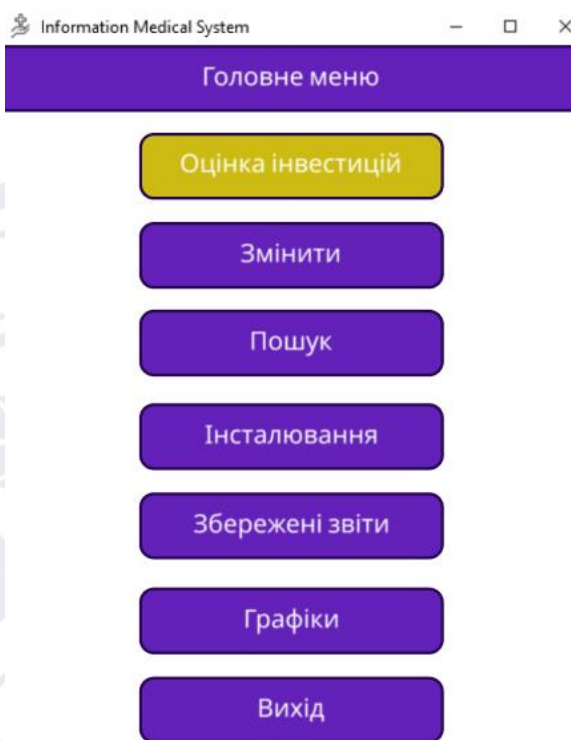 Information Medical System
Головне меню
Оцінка інвестицій
Змінити
Пошук
Інсталювання
Збережені звіти
Графіки
Вихід